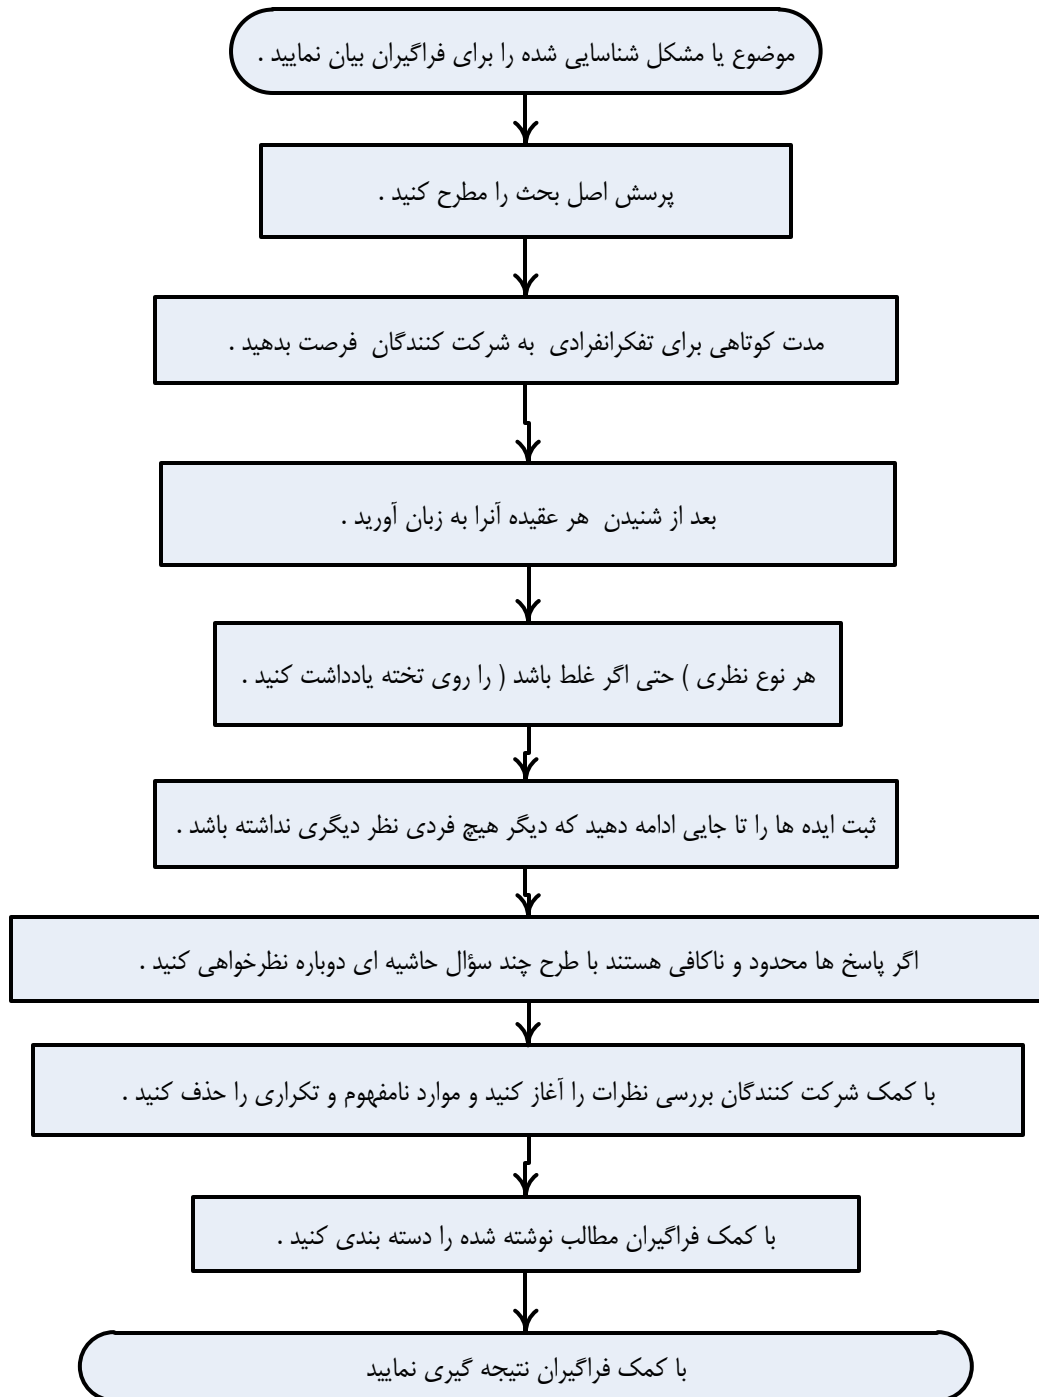 موضوع یا مشکل شناسایی شده را برای فراگیران بیان نمایید .
پرسش اصل بحث را مطرح کنید .
مدت کوتاهی برای تفکرانفرادی به شرکت کنندگان فرصت بدهید .
بعد از شنیدن هر عقیده آنرا به زبان آورید .
هر نوع نظری ) حتی اگر غلط باشد ( را روی تخته یادداشت کنید .
ثبت ایده ها را تا جایی ادامه دهید که دیگر هیچ فردی نظر دیگری نداشته باشد .
اگر پاسخ ها محدود و ناکافی هستند با طرح چند سؤال حاشیه ای دوباره نظرخواهی کنید .
با کمک شرکت کنندگان بررسی نظرات را آغاز کنید و موارد نامفهوم و تکراری را حذف کنید .
با کمک فراگیران مطالب نوشته شده را دسته بندی کنید .
با کمک فراگیران نتیجه گیری نمایید